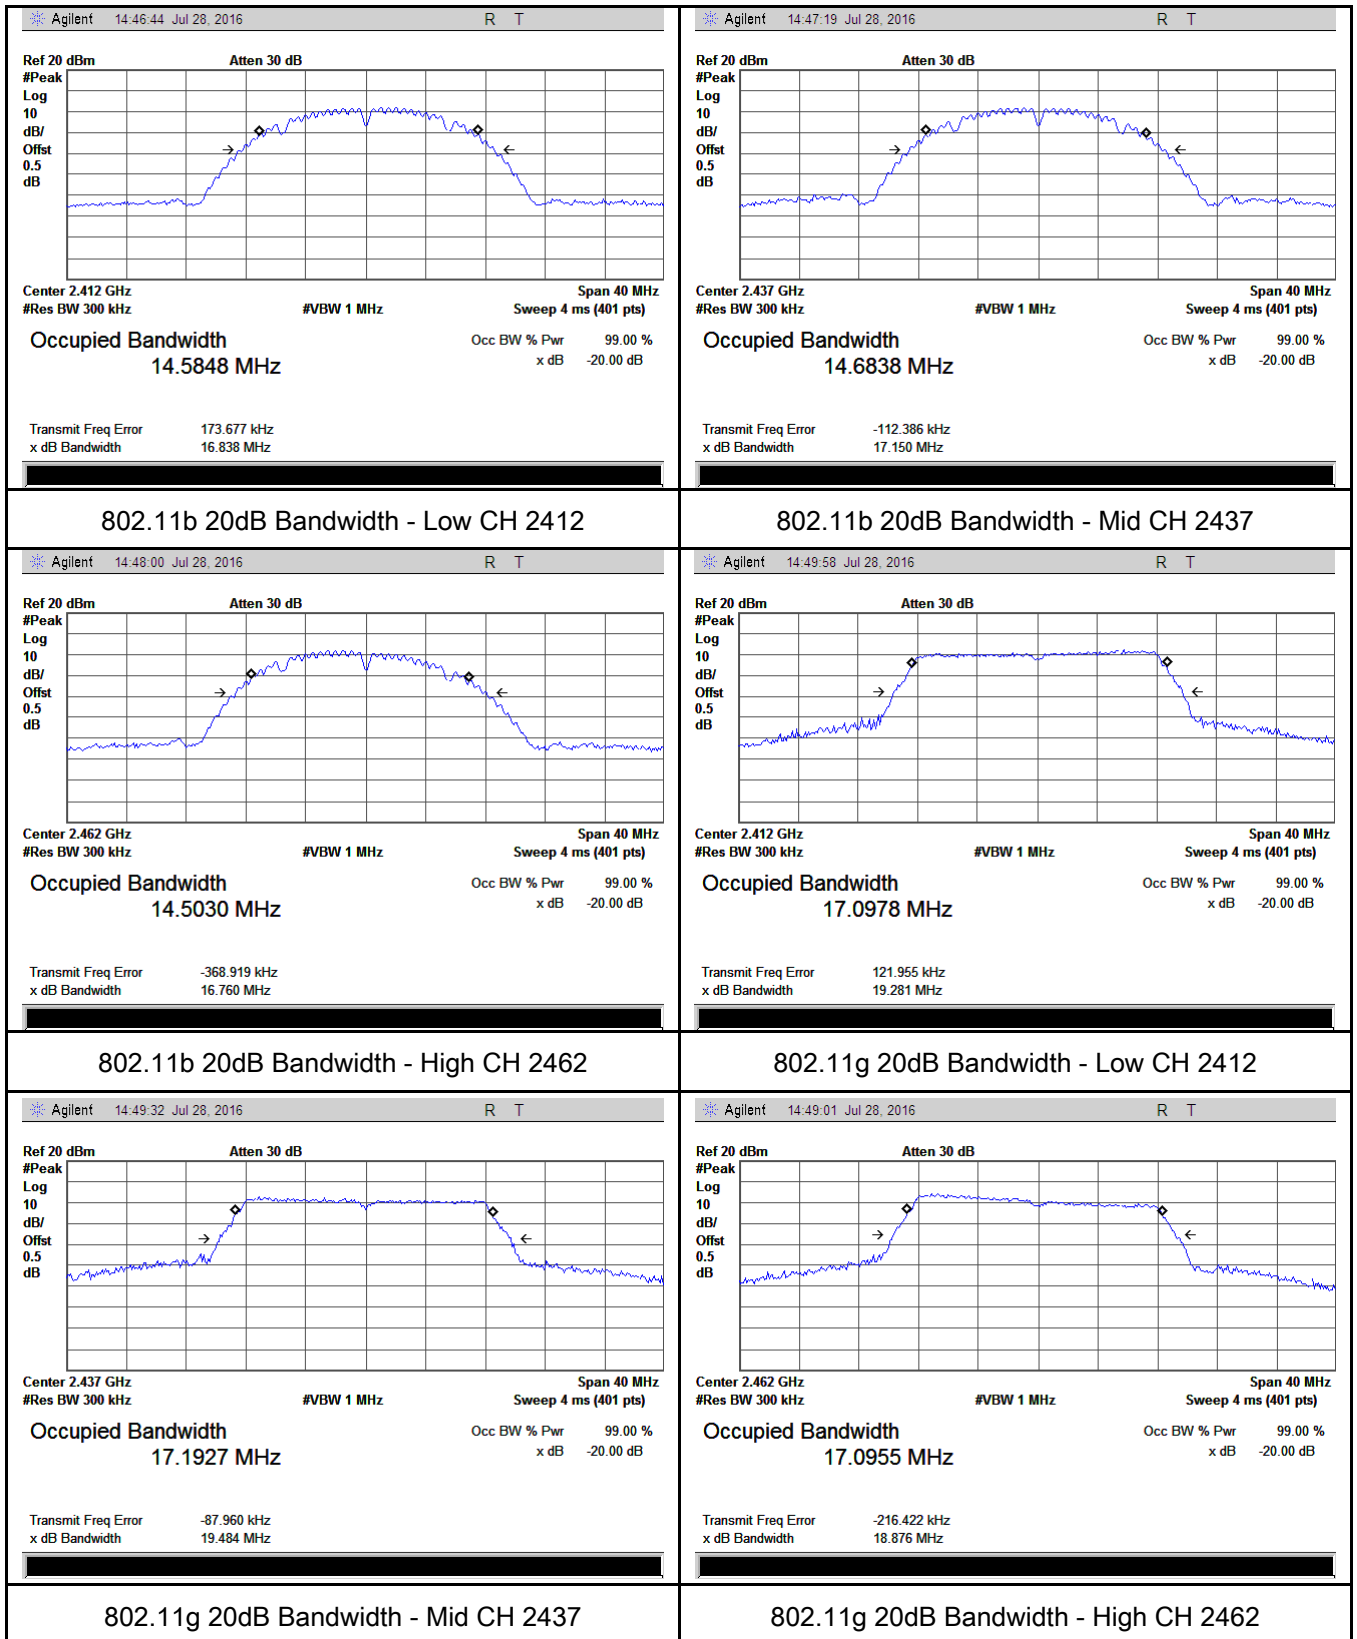 Agilent 14:46:44 Jul 28, 2016 R T
Ref 20 dBm Atten 30 dB
#Peak
Log
10
dB/
Offst
0.5
dB
Center 2.412 GHz Span 40 MHz
#Res BW 300 kHz #VBW 1 MHz Sweep 4 ms (401 pts)
Occupied Bandwidth Occ BW % Pwr 99.00 %
14.5848 MHz x dB -20.00 dB
Transmit Freq Error 173.677 kHz
x dB Bandwidth 16.838 MHz
802.11b 20dB Bandwidth - Low CH 2412
Agilent 14:47:19 Jul 28, 2016 R T
Ref 20 dBm Atten 30 dB
#Peak
Log
10
dB/
Offst
0.5
dB
Center 2.437 GHz Span 40 MHz
#Res BW 300 kHz #VBW 1 MHz Sweep 4 ms (401 pts)
Occupied Bandwidth Occ BW % Pwr 99.00 %
14.6838 MHz x dB -20.00 dB
Transmit Freq Error -112.386 kHz
x dB Bandwidth 17.150 MHz
802.11b 20dB Bandwidth - Mid CH 2437
Agilent 14:48:00 Jul 28, 2016 R T
Ref 20 dBm Atten 30 dB
#Peak
Log
10
dB/
Offst
0.5
dB
Center 2.462 GHz Span 40 MHz
#Res BW 300 kHz #VBW 1 MHz Sweep 4 ms (401 pts)
Occupied Bandwidth Occ BW % Pwr 99.00 %
14.5030 MHz x dB -20.00 dB
Transmit Freq Error -368.919 kHz
x dB Bandwidth 16.760 MHz
802.11b 20dB Bandwidth - High CH 2462
Agilent 14:49:58 Jul 28, 2016 R T
Ref 20 dBm Atten 30 dB
#Peak
Log
10
dB/
Offst
0.5
dB
Center 2.412 GHz Span 40 MHz
#Res BW 300 kHz #VBW 1 MHz Sweep 4 ms (401 pts)
Occupied Bandwidth Occ BW % Pwr 99.00 %
17.0978 MHz x dB -20.00 dB
Transmit Freq Error 121.955 kHz
x dB Bandwidth 19.281 MHz
802.11g 20dB Bandwidth - Low CH 2412
Agilent 14:49:32 Jul 28, 2016 R T
Ref 20 dBm Atten 30 dB
#Peak
Log
10
dB/
Offst
0.5
dB
Center 2.437 GHz Span 40 MHz
#Res BW 300 kHz #VBW 1 MHz Sweep 4 ms (401 pts)
Occupied Bandwidth Occ BW % Pwr 99.00 %
17.1927 MHz x dB -20.00 dB
Transmit Freq Error -87.960 kHz
x dB Bandwidth 19.484 MHz
802.11g 20dB Bandwidth - Mid CH 2437
Agilent 14:49:01 Jul 28, 2016 R T
Ref 20 dBm Atten 30 dB
#Peak
Log
10
dB/
Offst
0.5
dB
Center 2.462 GHz Span 40 MHz
#Res BW 300 kHz #VBW 1 MHz Sweep 4 ms (401 pts)
Occupied Bandwidth Occ BW % Pwr 99.00 %
17.0955 MHz x dB -20.00 dB
Transmit Freq Error -216.422 kHz
x dB Bandwidth 18.876 MHz
802.11g 20dB Bandwidth - High CH 2462